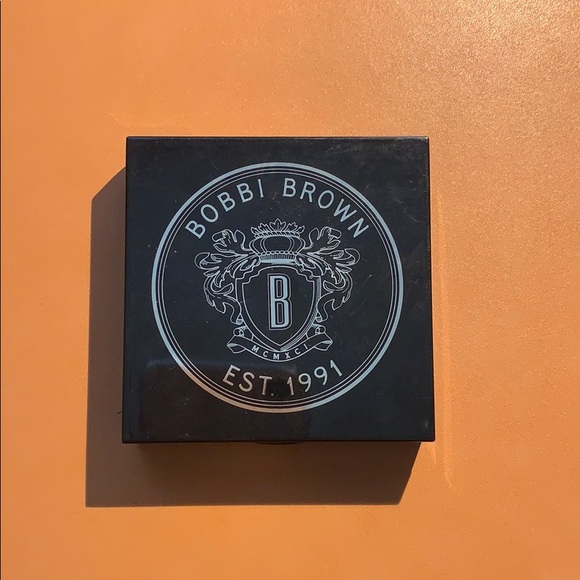 BOBBI BROWN
B
MCMXCI
EST. 1991